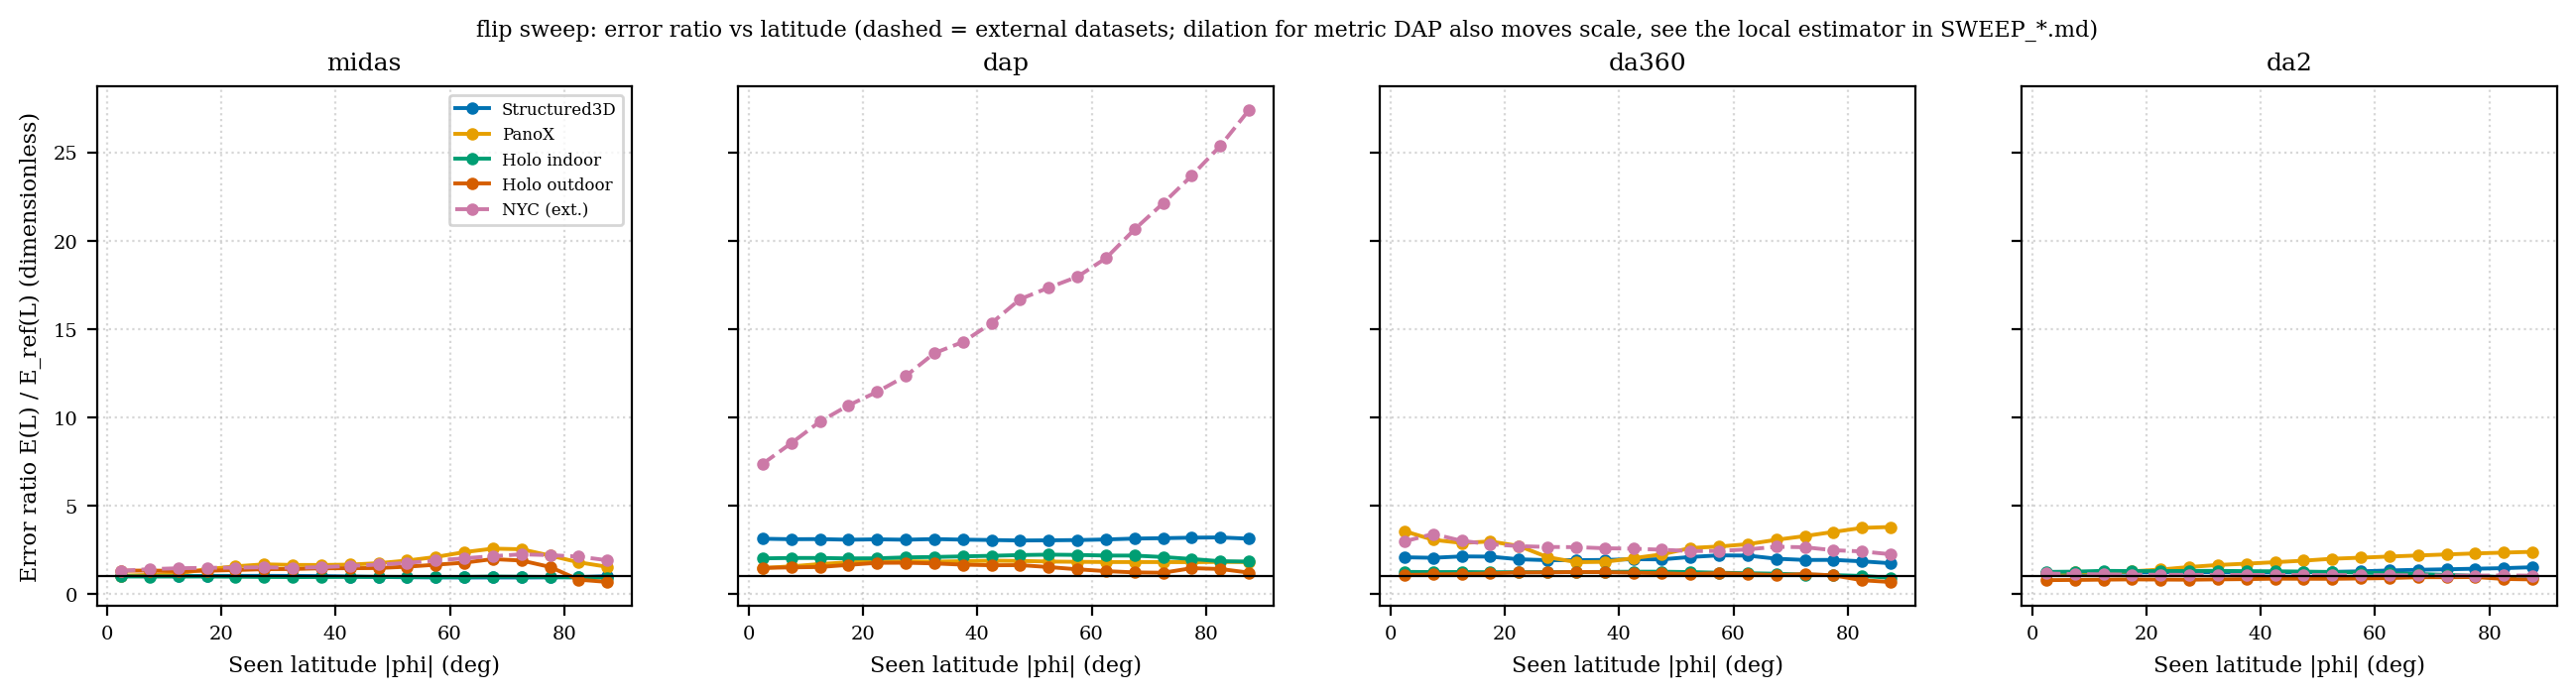 flip sweep: error ratio vs latitude (dashed = external datasets; dilation for metric DAP also moves scale, see the local estimator in SWEEP_*.md)
midas
dap
da360
da2
Error ratio E(L) / E_ref(L) (dimensionless)
Structured3D
PanoX
Holo indoor
Holo outdoor
NYC (ext.)
25
20
15
10
5
0
0 20 40 60 80
0 20 40 60 80
0 20 40 60 80
0 20 40 60 80
Seen latitude |phi| (deg)
Seen latitude |phi| (deg)
Seen latitude |phi| (deg)
Seen latitude |phi| (deg)